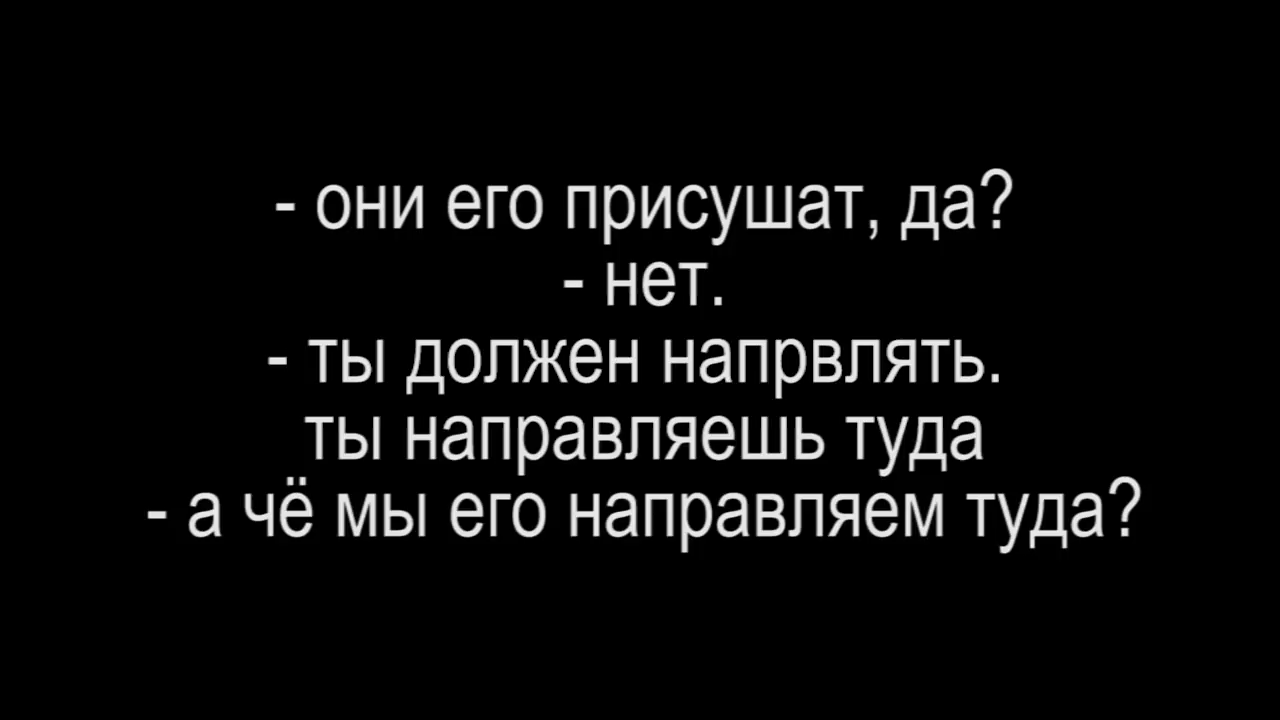 - они его присушат, да?
- нет.
- ты должен напрвлять.
ты направляешь туда
- а чё мы его направляем туда?